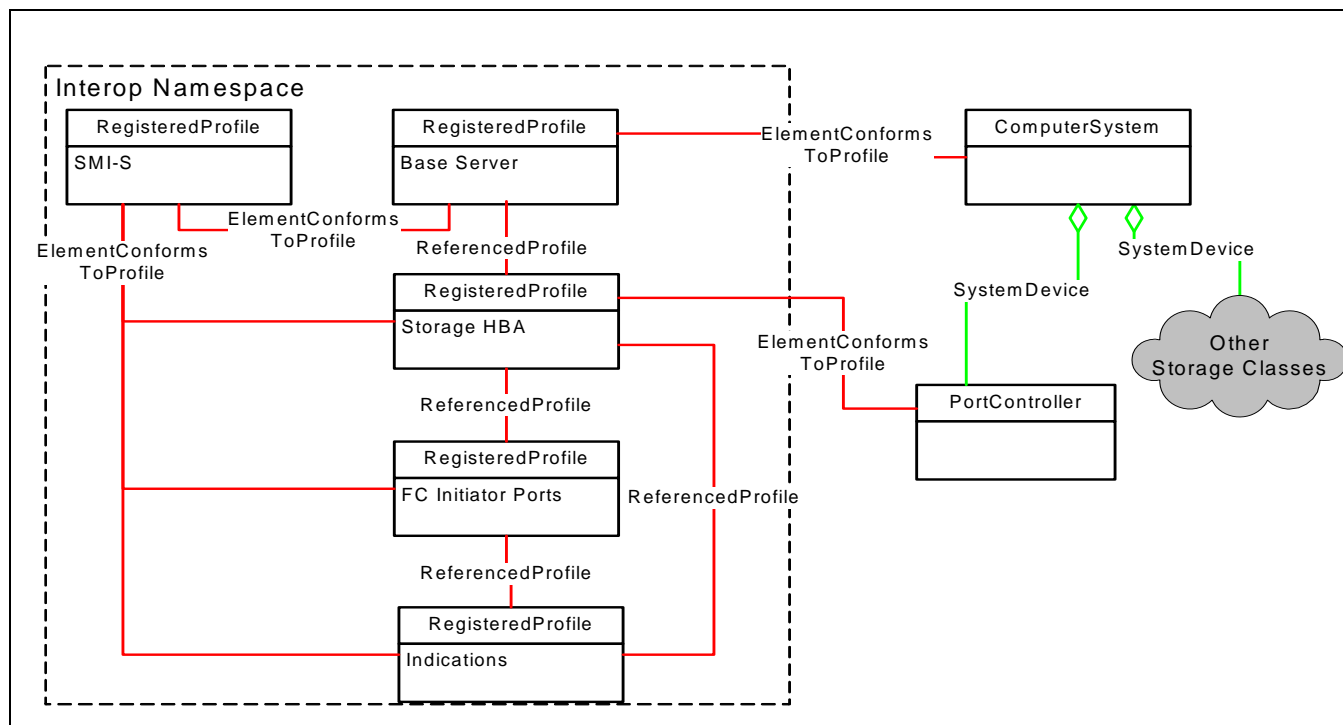 Interop Namespace
RegisteredProfile
SMI-S
RegisteredProfile
Base Server
ElementConforms
ToProfile
ComputerSystem
ElementConforms
ToProfile
ElementConforms
ToProfile
ReferencedProfile
SystemDevice
SystemDevice
RegisteredProfile
Storage HBA
ElementConforms
ToProfile
Other
Storage Classes
ReferencedProfile
PortController
RegisteredProfile
FC Initiator Ports
ReferencedProfile
ReferencedProfile
RegisteredProfile
Indications